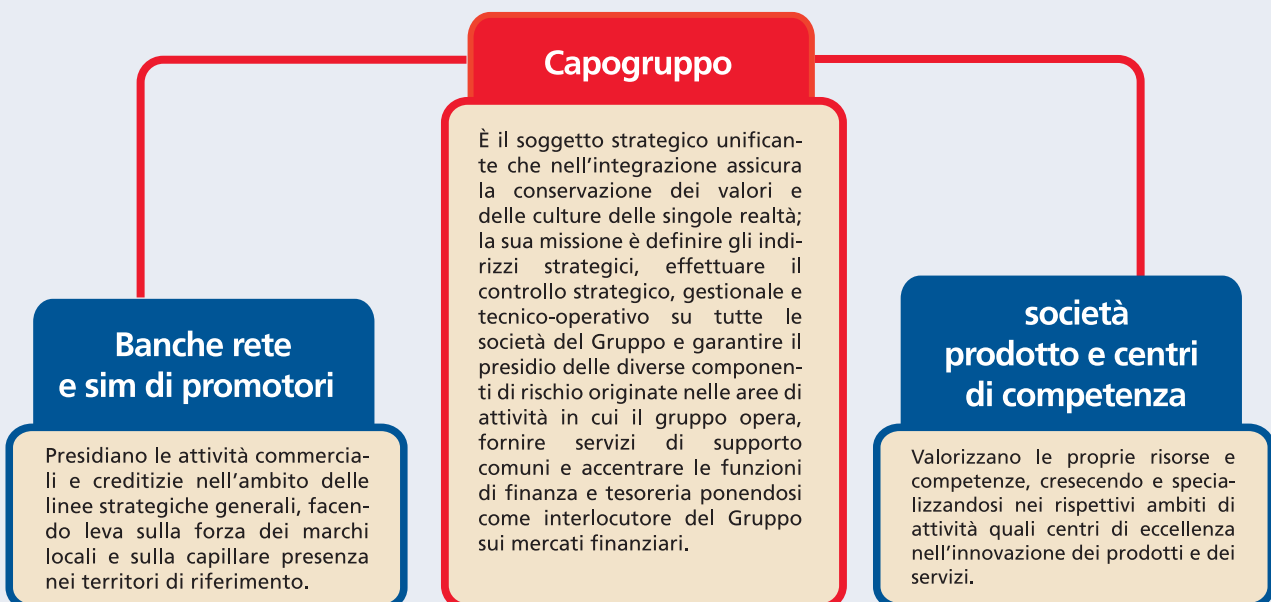 Capogruppo
È il soggetto strategico unifican-
te che nell'integrazione assicura
la conservazione dei valori e
delle culture delle singole realtà;
la sua missione è definire gli indi-
rizzi strategici, effettuare il
controllo strategico, gestionale e
tecnico-operativo su tutte le
società del Gruppo e garantire il
presidio delle diverse componen-
ti di rischio originate nelle aree di
attività in cui il gruppo opera,
fornire servizi di supporto
comuni e accentrare le funzioni
di finanza e tesoreria ponendosi
come interlocutore del Gruppo
sui mercati finanziari.
Banche rete
e sim di promotori
Presidiano le attività commercia-
li e creditizie nell'ambito delle
linee strategiche generali, facen-
do leva sulla forza dei marchi
locali e sulla capillare presenza
nei territori di riferimento.
società
prodotto e centri
di competenza
Valorizzano le proprie risorse e
competenze, cresecendo e specia-
lizzandosi nei rispettivi ambiti di
attività quali centri di eccellenza
nell'innovazione dei prodotti e dei
servizi.